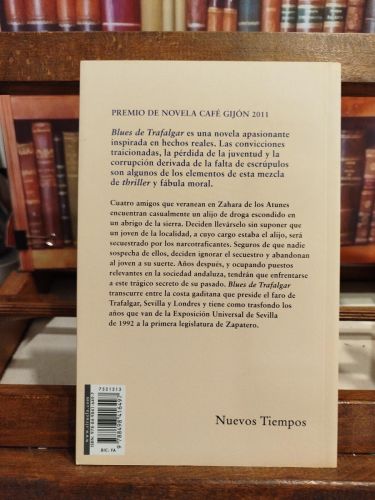 PREMIO DE NOVELA CAFÉ GIJÓN 2011
Blues de Trafalgar es una novela apasionante
inspirada en hechos reales. Las convicciones
traicionadas, la pérdida de la juventud y la
corrupción derivada de la falta de escrúpulos
son algunos de los elementos de esta mezcla
de thriller y fábula moral.
Cuatro amigos que veranean en Zahara de los Atunes
encuentran casualmente un alijo de droga escondido en
un abrigo de la sierra. Deciden llevárselo sin suponer que
un joven de la localidad, a cuyo cargo estaba el alijo, será
secuestrado por los narcotraficantes. Seguros de que nadie
sospecha de ellos, deciden ignorar el secuestro y abandonan
al joven a su suerte. Años después, y ocupando puestos
relevantes en la sociedad andaluza, tendrán que enfrentarse
a este trágico secreto de su pasado. Blues de Trafalgar
transcurre entre la costa gaditana que preside el faro de
Trafalgar, Sevilla y Londres y tiene como trasfondo los
años que van de la Exposición Universal de Sevilla
de 1992 a la primera legislatura de Zapatero.
Nuevos Tiempos
7501213
9 788498 416497
BIC: FA